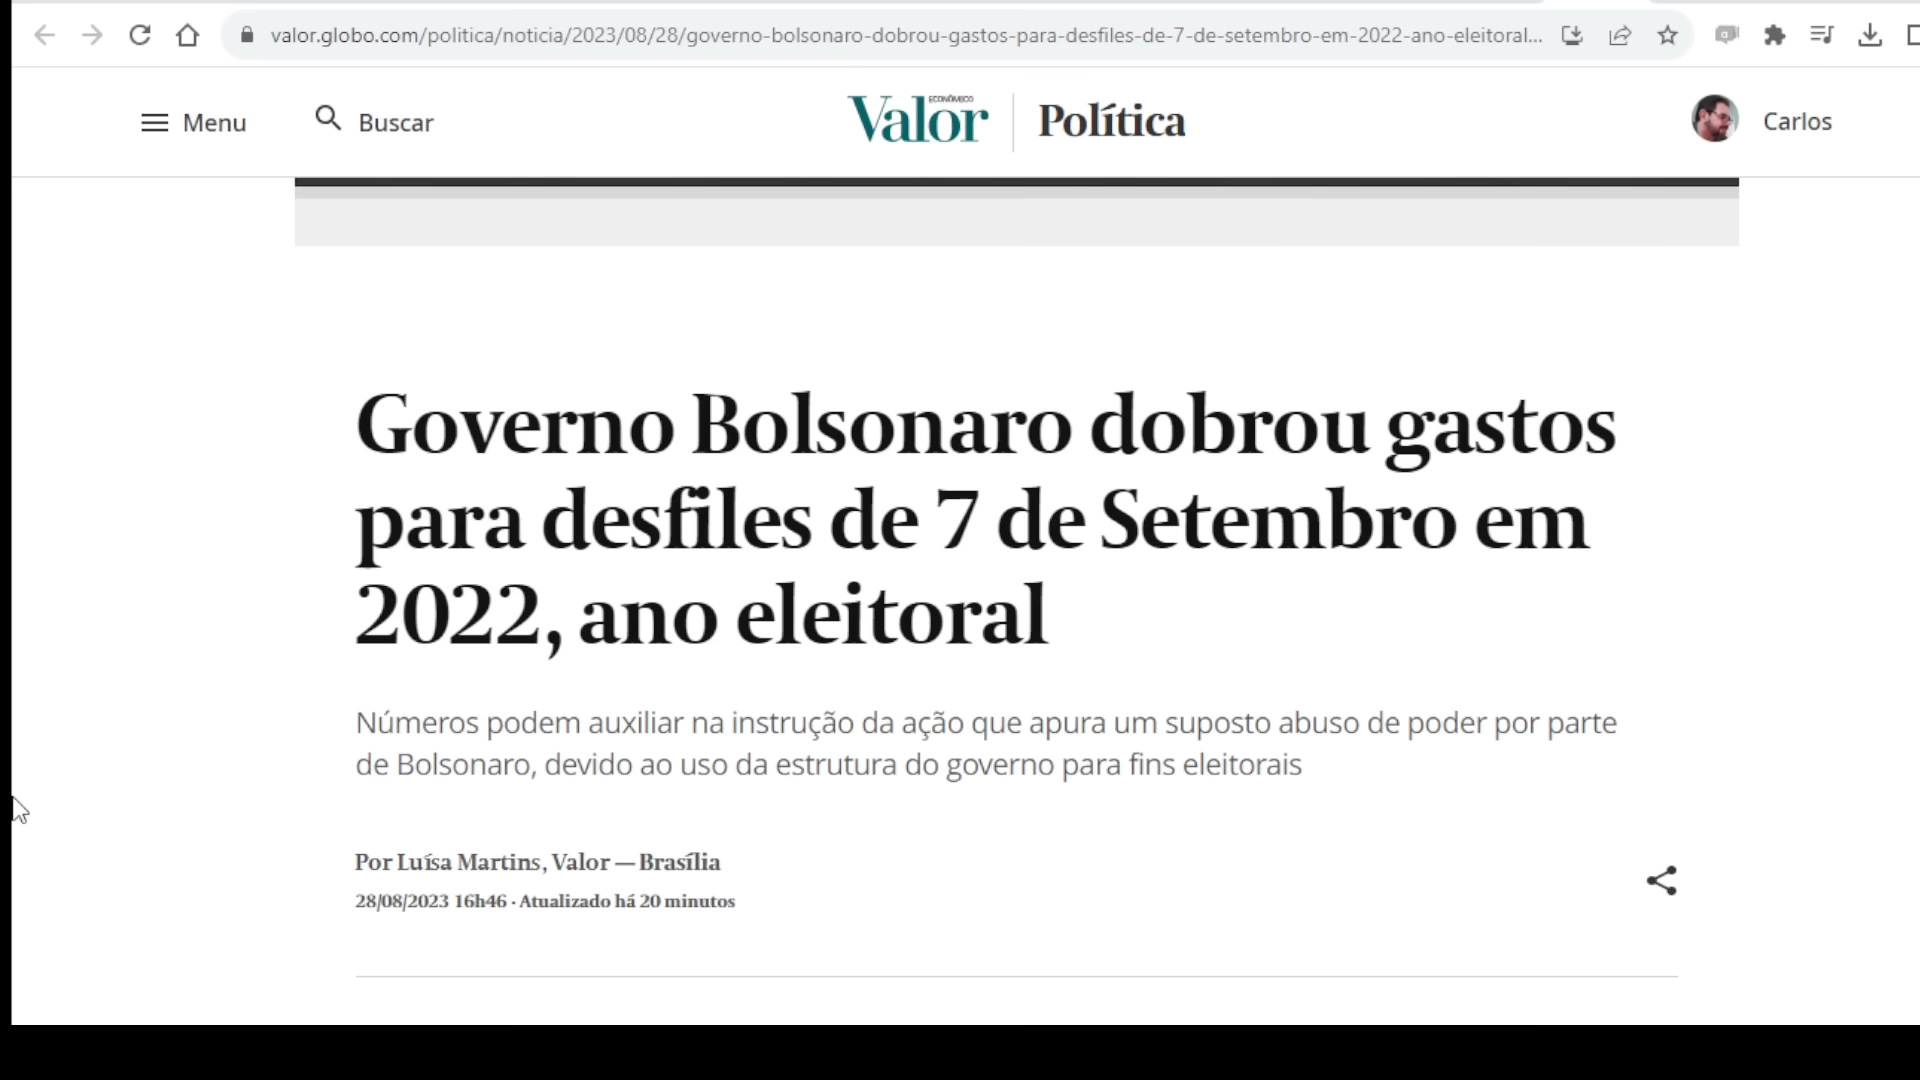 valor.globo.com/politica/noticia/2023/08/28/governo-bolsonaro-dobrou-gastos-para-desfiles-de-7-de-setembro-em-2022-ano-eleitoral...
Menu
Buscar
Valor ECONÔMICO
Política
Carlos
Governo Bolsonaro dobrou gastos
para desfiles de 7 de Setembro em
2022, ano eleitoral
Números podem auxiliar na instrução da ação que apura um suposto abuso de poder por parte
de Bolsonaro, devido ao uso da estrutura do governo para fins eleitorais
Por Luísa Martins, Valor — Brasília
28/08/2023 16h46 · Atualizado há 20 minutos